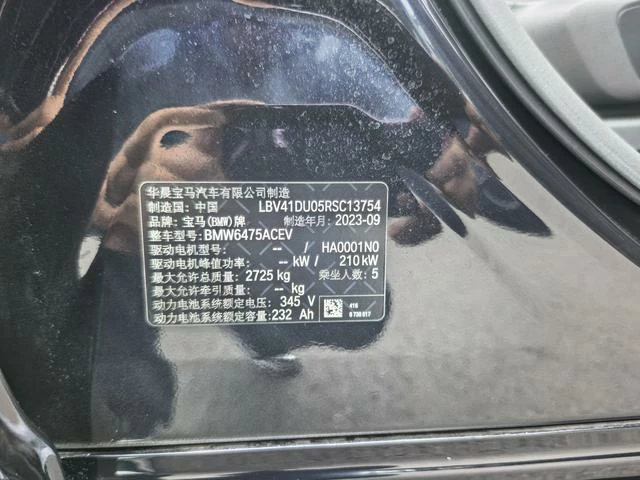 华晨宝马汽车有限公司制造
制造国: 中国 LBV41DU05RSC13754
品牌: 宝马(BMW)牌 制造年月: 2023-09
整车型号: BMW6475ACEV
驱动电机型号: -- / HA0001N0
驱动电机峰值功率: -- kW / 210 kW
最大允许总质量: 2725 kg 乘坐人数: 5
最大允许牵引质量: -- kg
动力电池系统额定电压: 345 V
动力电池系统额定容量: 232 Ah
416